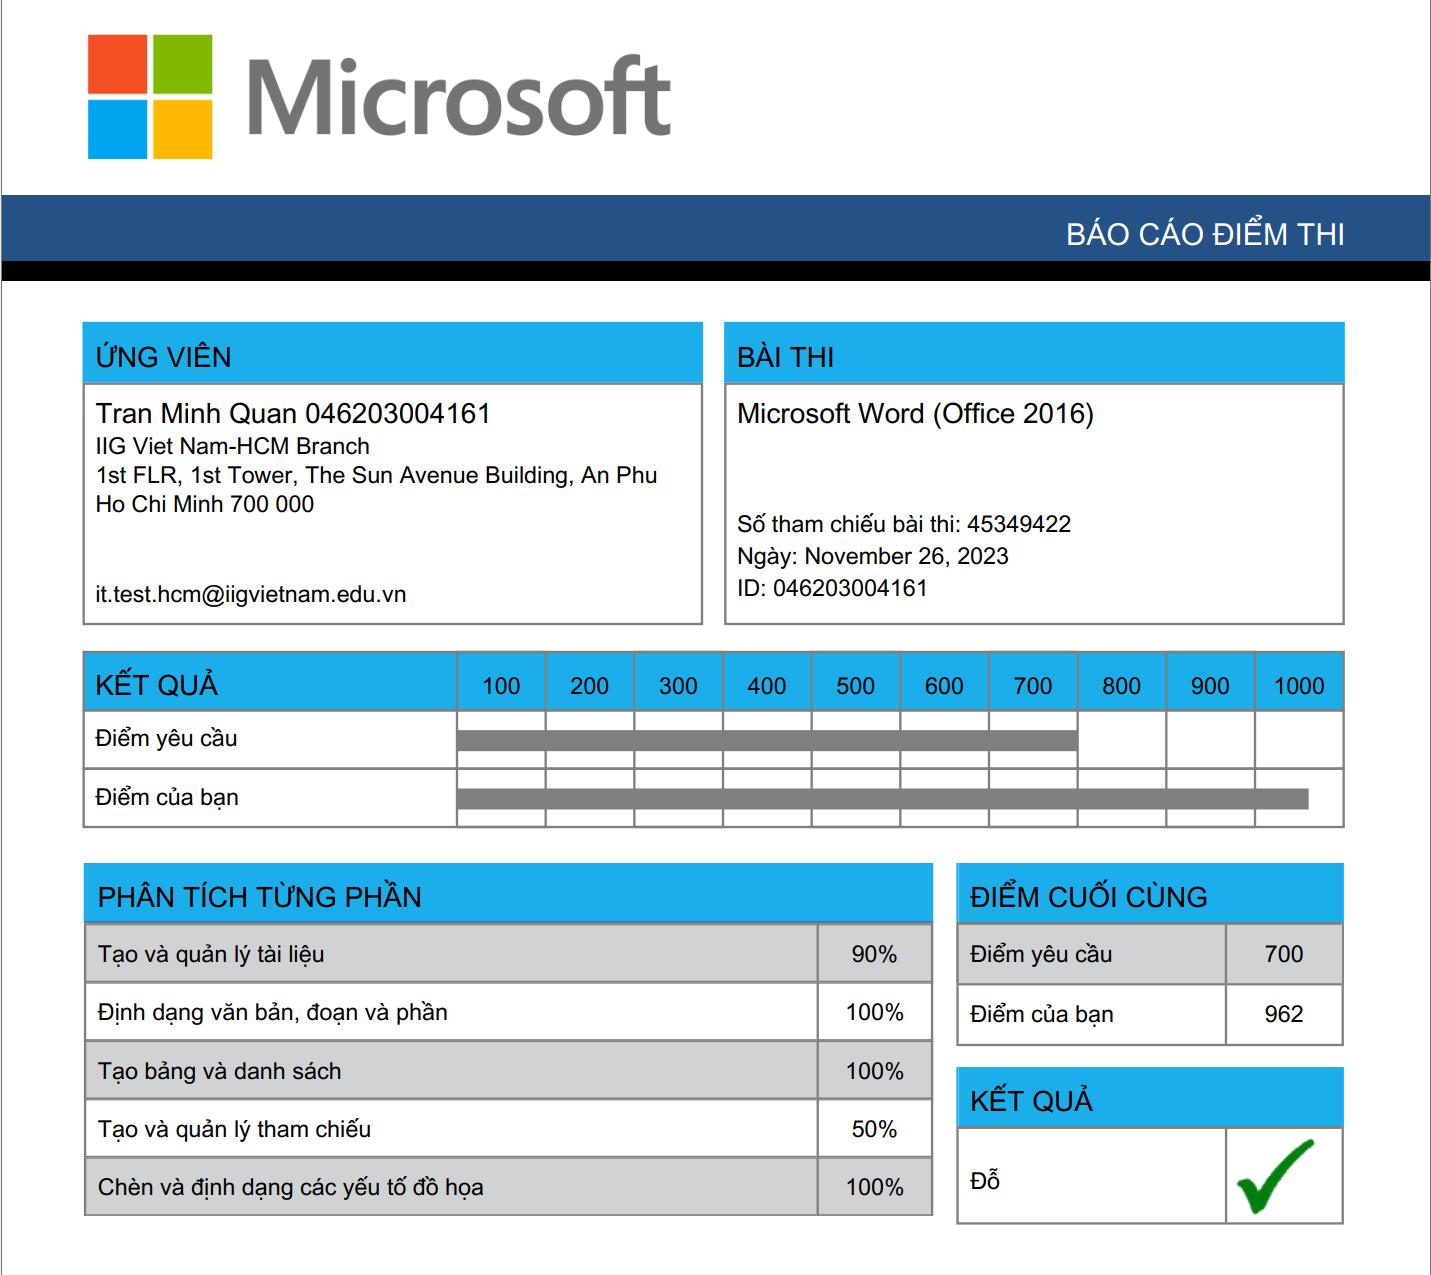 Microsoft
BÁO CÁO ĐIỂM THI
ỨNG VIÊN
Tran Minh Quan 046203004161
IIG Viet Nam-HCM Branch
1st FLR, 1st Tower, The Sun Avenue Building, An Phu
Ho Chi Minh 700 000
it.test.hcm@iigvietnam.edu.vn
BÀI THI
Microsoft Word (Office 2016)
Số tham chiếu bài thi: 45349422
Ngày: November 26, 2023
ID: 046203004161
KẾT QUẢ 100 200 300 400 500 600 700 800 900 1000
Điểm yêu cầu
Điểm của bạn
PHÂN TÍCH TỪNG PHẦN
Tạo và quản lý tài liệu 90%
Định dạng văn bản, đoạn và phần 100%
Tạo bảng và danh sách 100%
Tạo và quản lý tham chiếu 50%
Chèn và định dạng các yếu tố đồ họa 100%
ĐIỂM CUỐI CÙNG
Điểm yêu cầu 700
Điểm của bạn 962
KẾT QUẢ
Đỗ